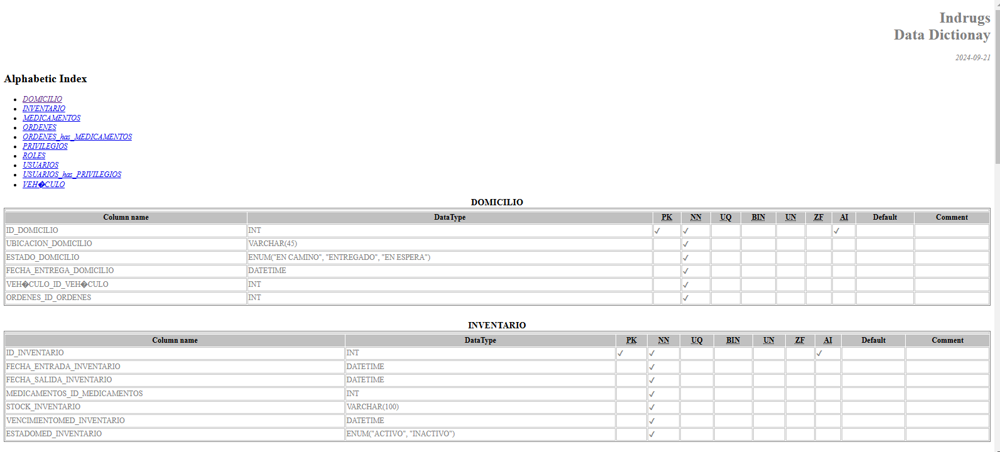 Indrugs
Data Dictionay
2024-09-21
Alphabetic Index
DOMICILIO
INVENTARIO
MEDICAMENTOS
ORDENES
ORDENES_has_MEDICAMENTOS
PRIVILEGIOS
ROLES
USUARIOS
USUARIOS_has_PRIVILEGIOS
VEH�CULO
DOMICILIO
Column name DataType PK NN UQ BIN UN ZF AI Default Comment
ID_DOMICILIO INT ✓ ✓ ✓
UBICACION_DOMICILIO VARCHAR(45) ✓
ESTADO_DOMICILIO ENUM("EN CAMINO", "ENTREGADO", "EN ESPERA") ✓
FECHA_ENTREGA_DOMICILIO DATETIME ✓
VEH�CULO_ID_VEH�CULO INT ✓
ORDENES_ID_ORDENES INT ✓
INVENTARIO
Column name DataType PK NN UQ BIN UN ZF AI Default Comment
ID_INVENTARIO INT ✓ ✓ ✓
FECHA_ENTRADA_INVENTARIO DATETIME ✓
FECHA_SALIDA_INVENTARIO DATETIME ✓
MEDICAMENTOS_ID_MEDICAMENTOS INT ✓
STOCK_INVENTARIO VARCHAR(100) ✓
VENCIMIENTOMED_INVENTARIO DATETIME ✓
ESTADOMED_INVENTARIO ENUM("ACTIVO", "INACTIVO") ✓